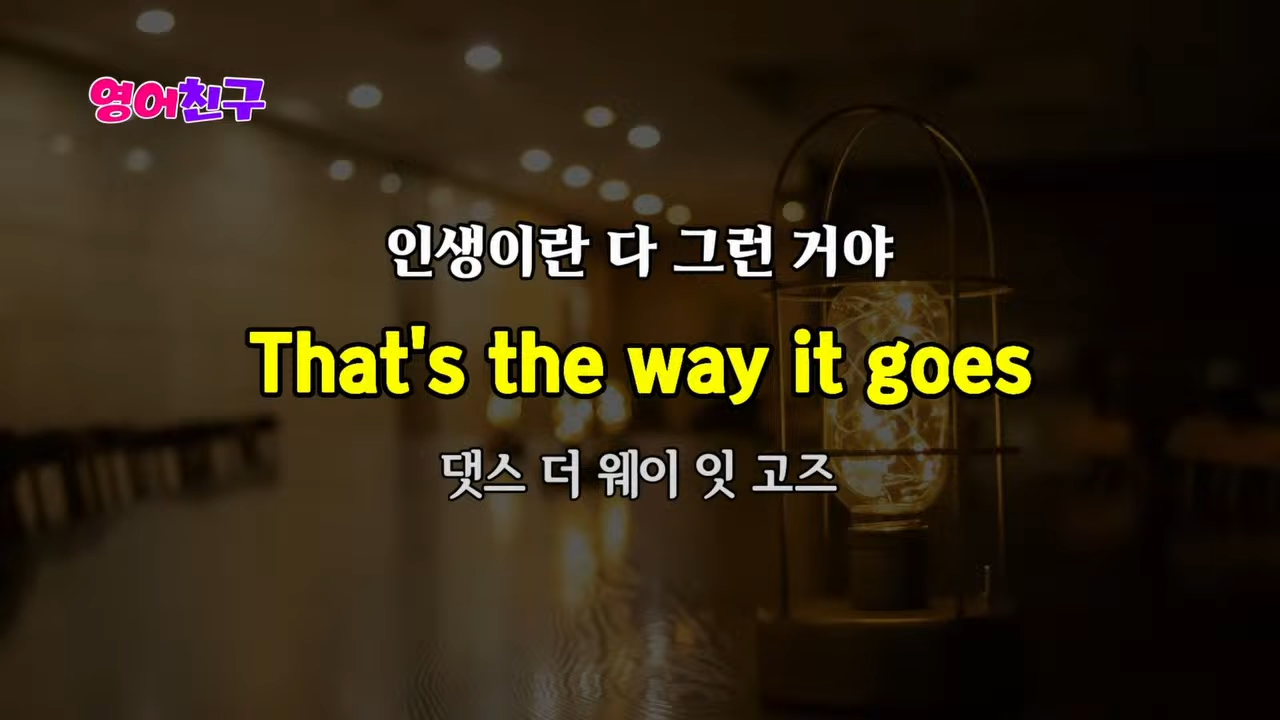 영어친구
인생이란 다 그런 거야
That's the way it goes
댓스 더 웨이 잇 고즈